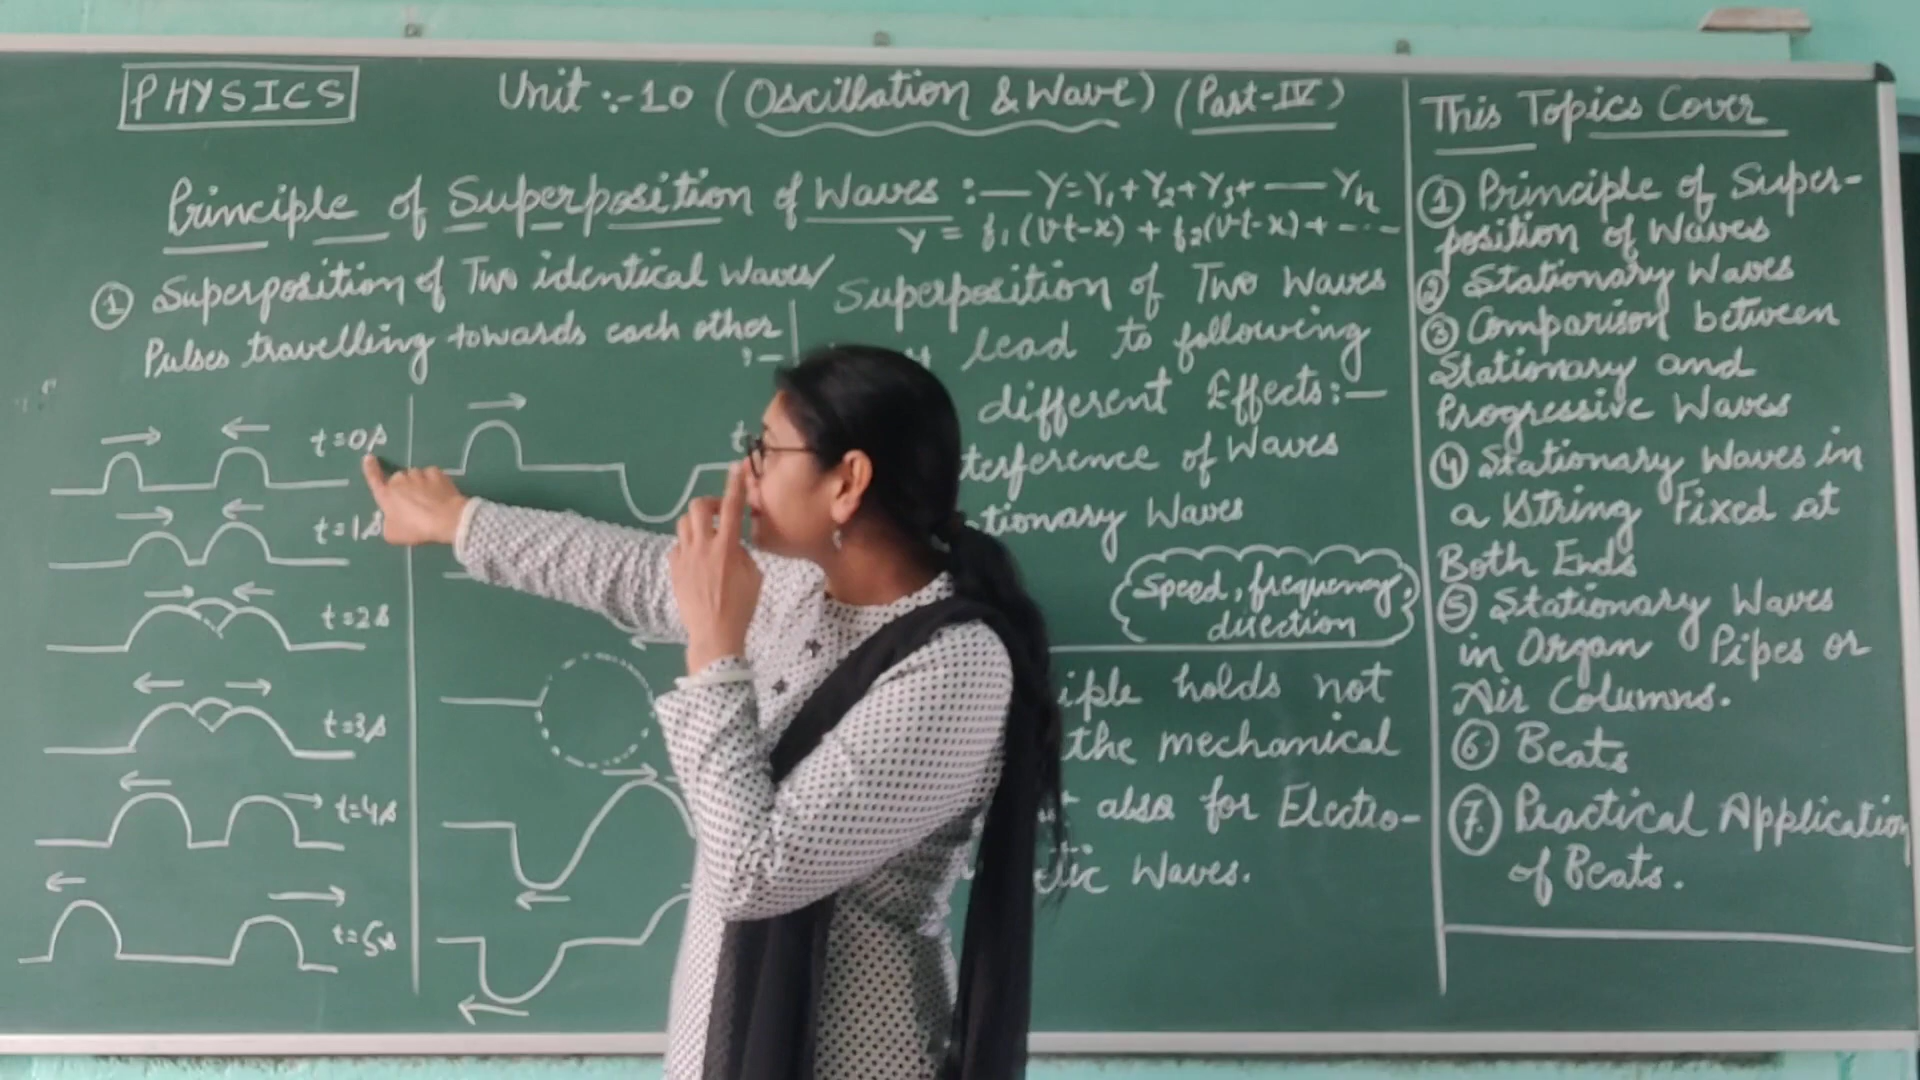 PHYSICS
Unit :- 10 (Oscillation & Wave) (Part-IV)
Principle of Superposition of Waves :— Y=Y₁+Y₂+Y₃+ — Yn
Y = f₁(vt-x) + f₂(vt-x)+ ---
① Superposition of Two identical Waves/
Pulses travelling towards each other
:-
t=0s
t=1s
t=2s
t=3s
t=4s
t=5s
t
Superposition of Two Waves
lead to following
different Effects:—
terference of Waves
tionary Waves
Speed, frequency,
direction
iple holds not
the mechanical
also for Electro-
etic Waves.
This Topics Cover
① Principle of Super-
position of Waves
② Stationary Waves
③ Comparison between
Stationary and
Progressive Waves
④ Stationary Waves in
a String Fixed at
Both Ends
⑤ Stationary Waves
in Organ Pipes or
Air Columns.
⑥ Beats
⑦ Practical Application
of Beats.